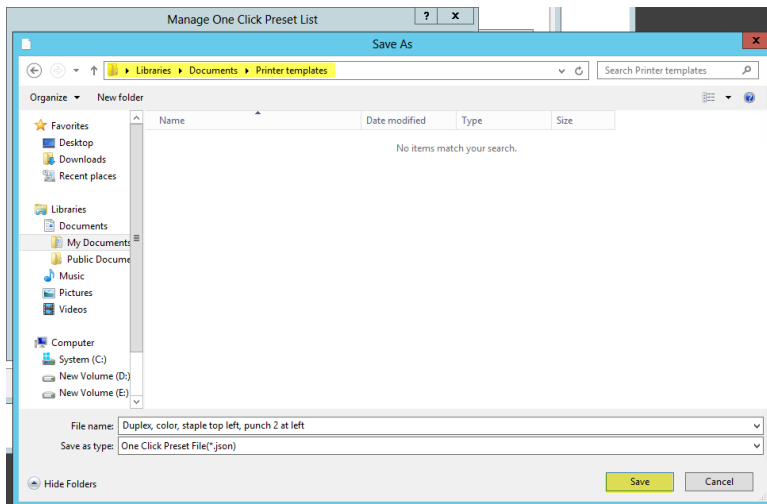 Manage One Click Preset List
? x
Save As
x
Libraries ▸ Documents ▸ Printer templates
Search Printer templates
Organize
New folder
Name
Date modified
Type
Size
No items match your search.
Favorites
Desktop
Downloads
Recent places
Libraries
Documents
My Documents
Public Docume
Music
Pictures
Videos
Computer
System (C:)
New Volume (D:)
New Volume (E:)
File name: Duplex, color, staple top left, punch 2 at left
Save as type: One Click Preset File(*.json)
Hide Folders
Save
Cancel